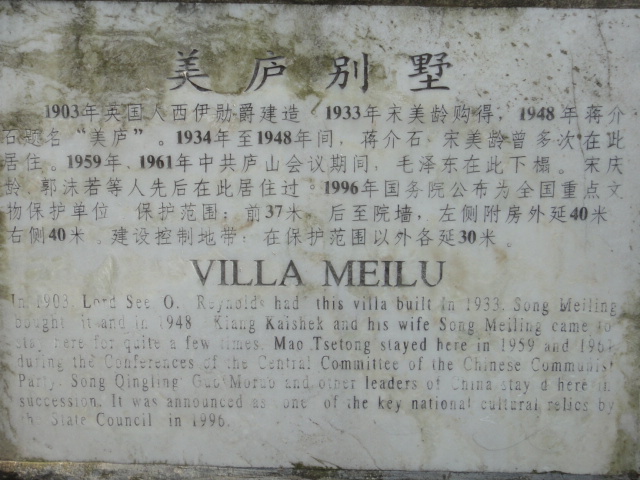 美庐别墅
1903年英国人西伊勋爵建造。1933年宋美龄购得，1948年蒋介
石题名“美庐”。1934年至1948年间，蒋介石 宋美龄曾多次在此
居住。1959年、1961年中共庐山会议期间，毛泽东在此下榻。宋庆
龄、郭沫若等人先后在此居住过。1996年国务院公布为全国重点文
物保护单位 保护范围：前37米 后至院墙，左侧附房外延40米
右侧40米 。建设控制地带：在保护范围以外各延30米。
VILLA MEILU
In 1903 Lord See O. Reynolds had this villa built in 1933. Song Meiling
bought it and in 1948 Kiang Kaishek and his wife Song Meiling came to
stay here for quite a few times. Mao Tsetong stayed here in 1959 and 1961
during the Conferences of the Central Committee of the Chinese Communist
Party. Song Qingling Guo Moruo and other leaders of China stay d here in
succession. It was announced as one of the key national cultural relics by
the State Council in 1996.